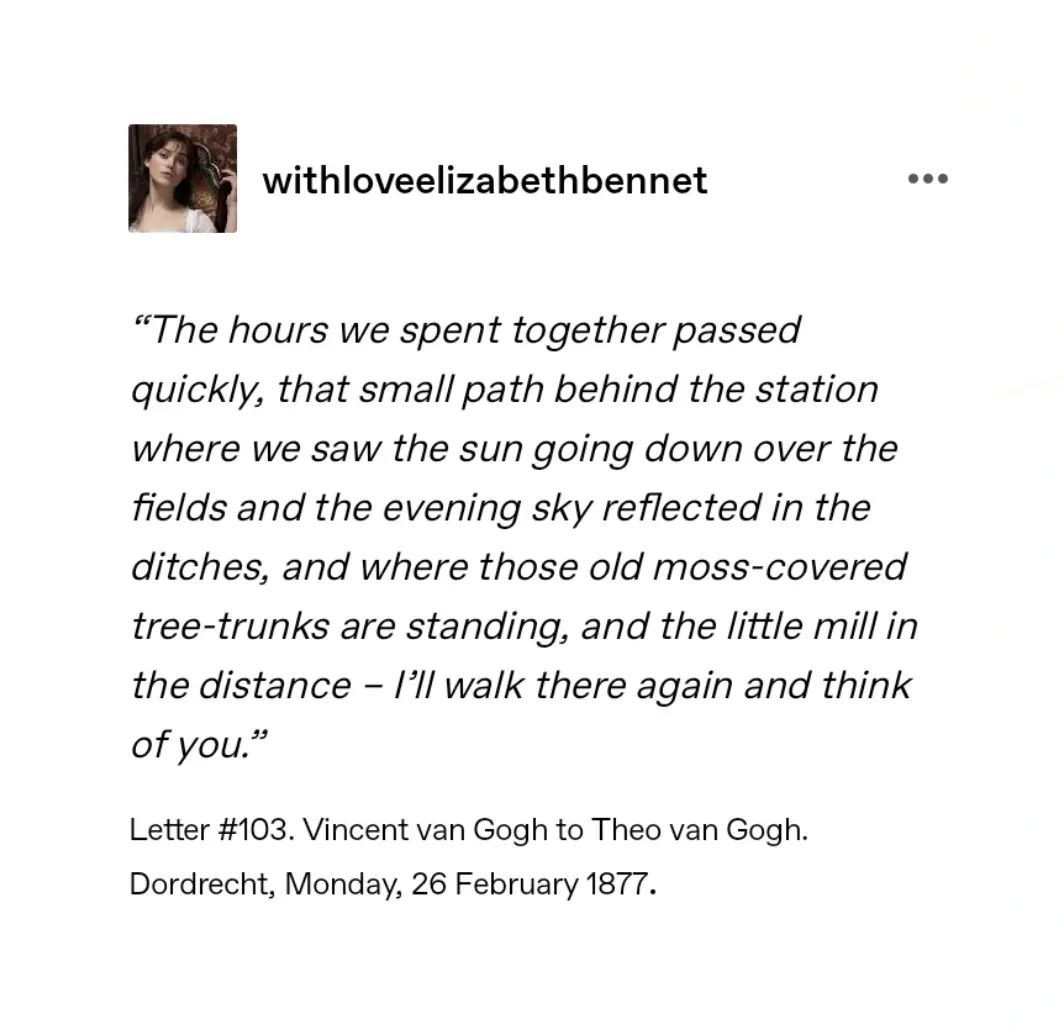 withloveelizabethbennet
“The hours we spent together passed
quickly, that small path behind the station
where we saw the sun going down over the
fields and the evening sky reflected in the
ditches, and where those old moss-covered
tree-trunks are standing, and the little mill in
the distance – I’ll walk there again and think
of you.”
Letter #103. Vincent van Gogh to Theo van Gogh.
Dordrecht, Monday, 26 February 1877.